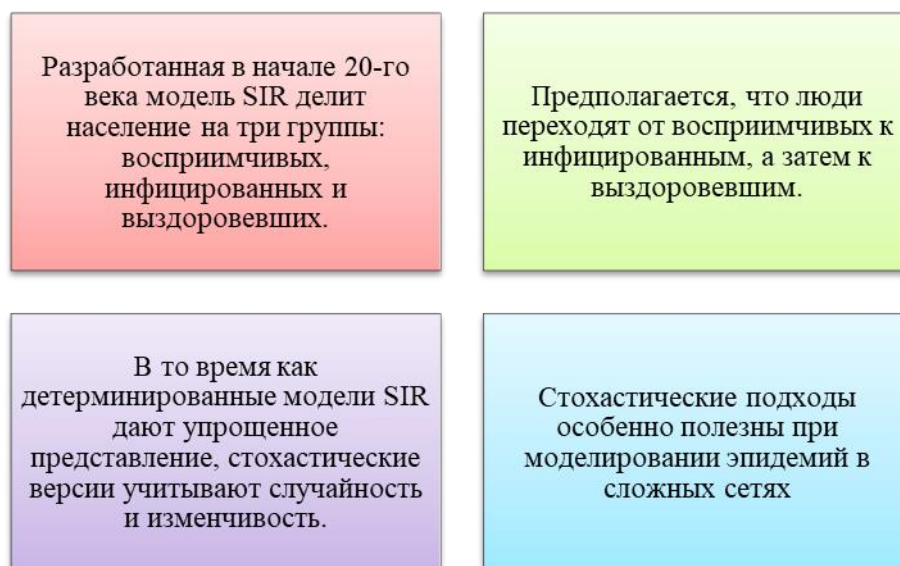 Разработанная в начале 20-го
века модель SIR делит
население на три группы:
восприимчивых,
инфицированных и
выздоровевших.
Предполагается, что люди
переходят от восприимчивых к
инфицированным, а затем к
выздоровевшим.
В то время как
детерминированные модели SIR
дают упрощенное
представление, стохастические
версии учитывают случайность
и изменчивость.
Стохастические подходы
особенно полезны при
моделировании эпидемий в
сложных сетях